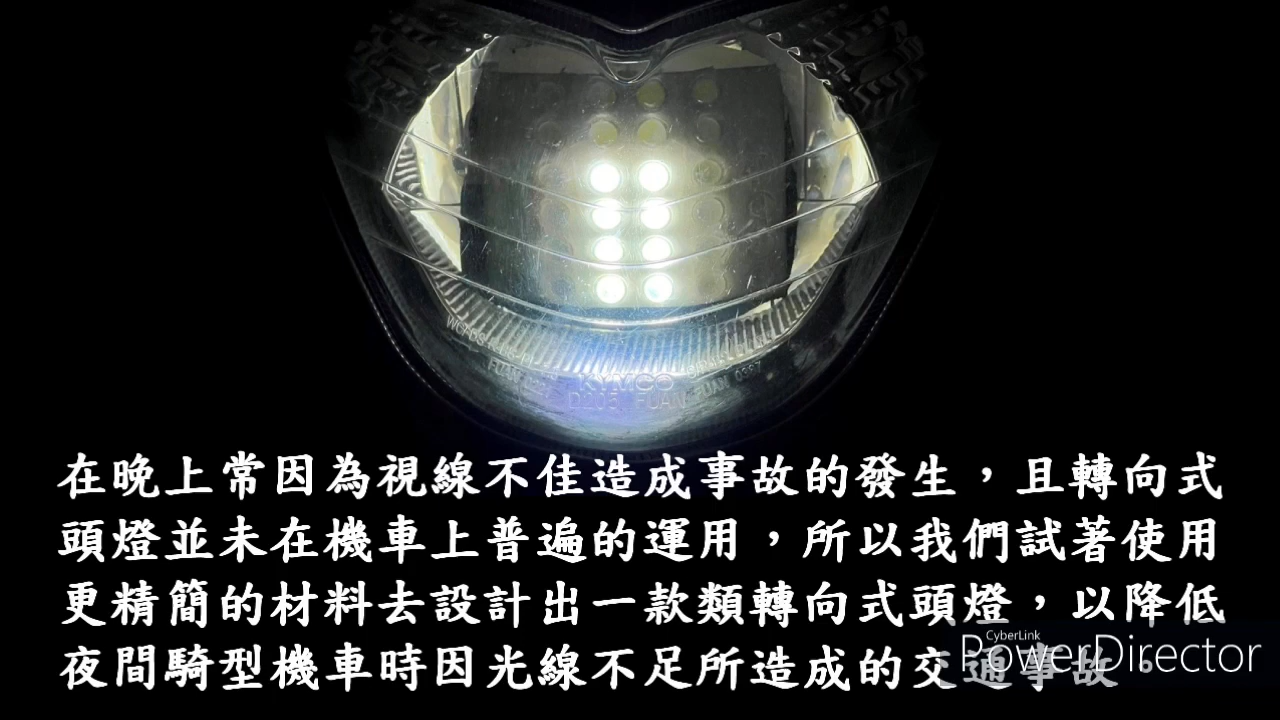 KYMCO
在晚上常因為視線不佳造成事故的發生，且轉向式
頭燈並未在機車上普遍的運用，所以我們試著使用
更精簡的材料去設計出一款類轉向式頭燈，以降低
夜間騎型機車時因光線不足所造成的交通事故。
CyberLink
PowerDirector